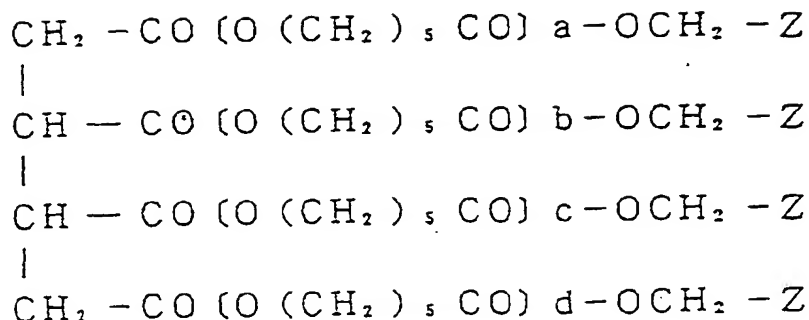 CH₂ －CO〔O（CH₂）₅ CO〕a－OCH₂ －Z
|
CH － CO〔O（CH₂）₅ CO〕b－OCH₂ －Z
|
CH － CO〔O（CH₂）₅ CO〕c－OCH₂ －Z
|
CH₂ －CO〔O（CH₂）₅ CO〕d－OCH₂ －Z